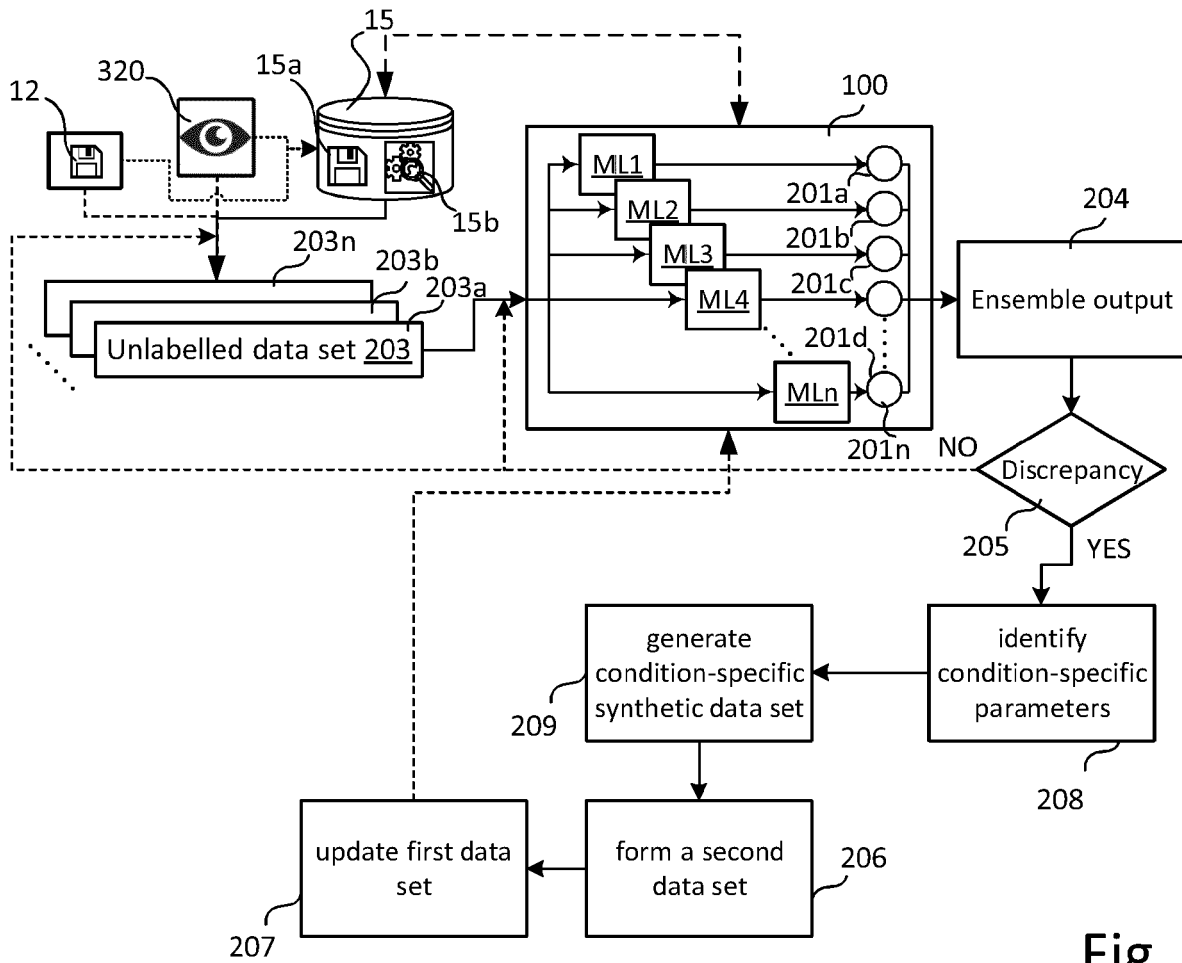 15
320
15a
12
100
ML1
15b
201a
204
ML2
203n
201b
203b
ML3
203a
201c
ML4
Ensemble output
Unlabelled data set 203
201d
MLn
201n
NO
Discrepancy
205
YES
generate
condition-specific
synthetic data set
identify
condition-specific
parameters
209
208
update first data
set
form a second
data set
206
207
Fig